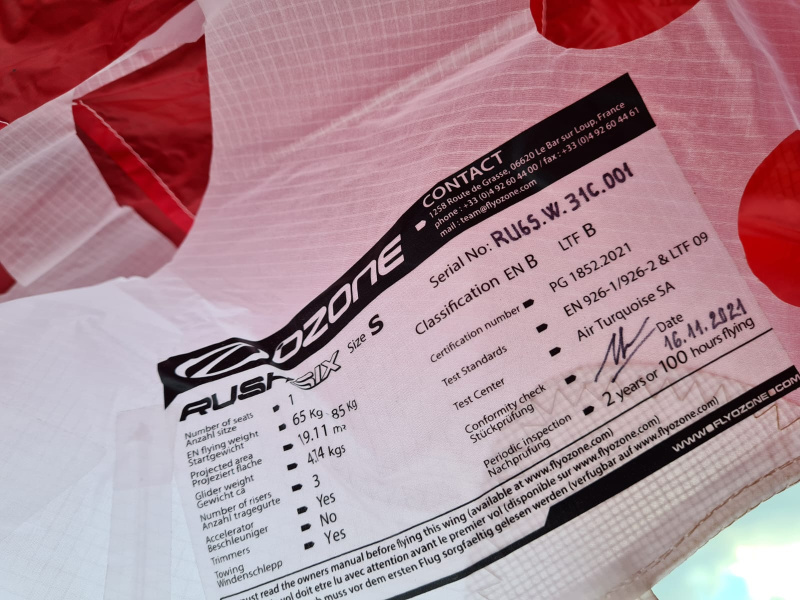 OZONE
CONTACT
1258 Route de Grasse, 06620 Le Bar sur Loup, France
phone : +33 (0)4 92 60 44 00 / fax : +33 (0)4 92 60 44 61
mail : team@flyozone.com
RUSH SIX Size S
Number of seats 1
Anzahl sitze
EN flying weight 65 Kg 85 Kg
Startgewicht
Projected area 19.11 m²
Projeziert fläche
Glider weight 4.4 kgs
Gewicht ca
Number of risers 3
Anzahl tragegurte
Accelerator Yes
Beschleuniger
Trimmers No
Towing Yes
Windenschlepp
Serial No: RU6S.W.31C.001
Classification EN B LTF B
Certification number PG 1852.2021
Test Standards EN 926-1/926-2 & LTF 09
Test Center Air Turquoise SA
Conformity check
Stückprüfung
Date
16.11.2021
Periodic inspection 2 years or 100 hours flying
Nachprufung
must read the owners manual before flying this wing (available at www.flyozone.com)
vol doit etre lu avec attention avant le premier vol (disponible sur www.flyozone.com)
muss vor dem ersten Flug sorgfaeltig gelesen werden (verfugbar auf www.flyozone.com)
WWW.FLYOZONE.COM